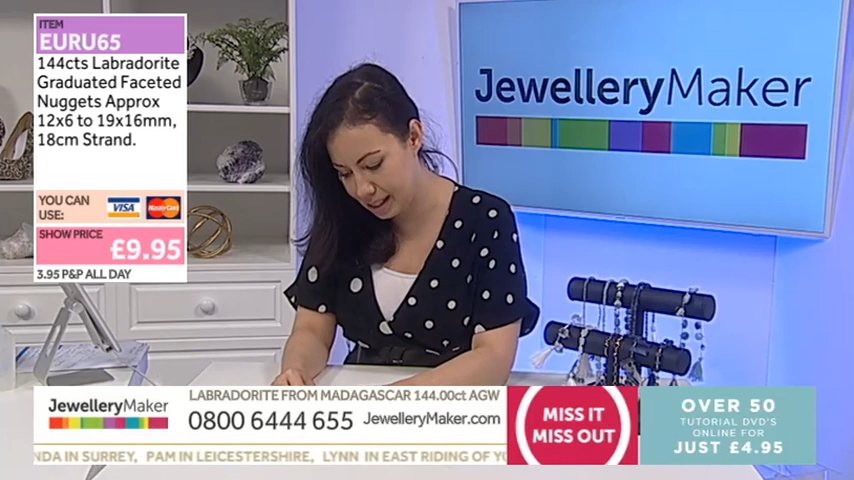 ITEM
EURU65
144cts Labradorite
Graduated Faceted
Nuggets Approx
12x6 to 19x16mm,
18cm Strand.
YOU CAN
USE:
VISA
MasterCard
SHOW PRICE
£9.95
3.95 P&P ALL DAY
JewelleryMaker
JewelleryMaker
LABRADORITE FROM MADAGASCAR 144.00ct AGW
0800 6444 655
JewelleryMaker.com
MISS IT
MISS OUT
OVER 50
TUTORIAL DVD'S
ONLINE FOR
JUST £4.95
NDA IN SURREY, PAM IN LEICESTERSHIRE, LYNN IN EAST RIDING OF YO